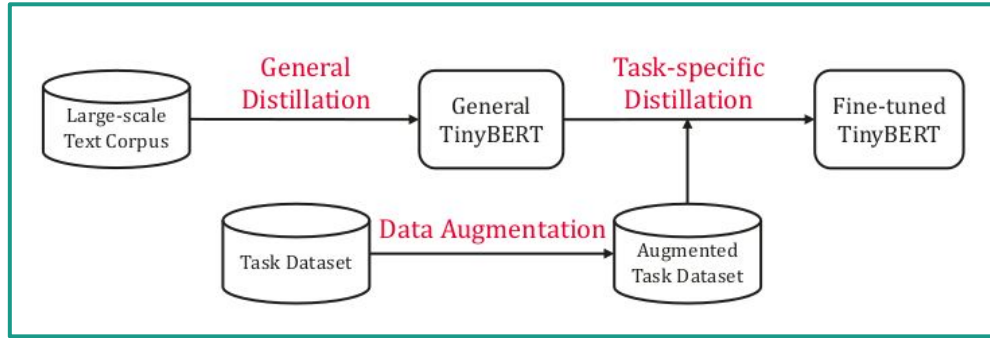 General
Distillation
Large-scale
Text Corpus
General
TinyBERT
Task-specific
Distillation
Fine-tuned
TinyBERT
Task Dataset
Data Augmentation
Augmented
Task Dataset